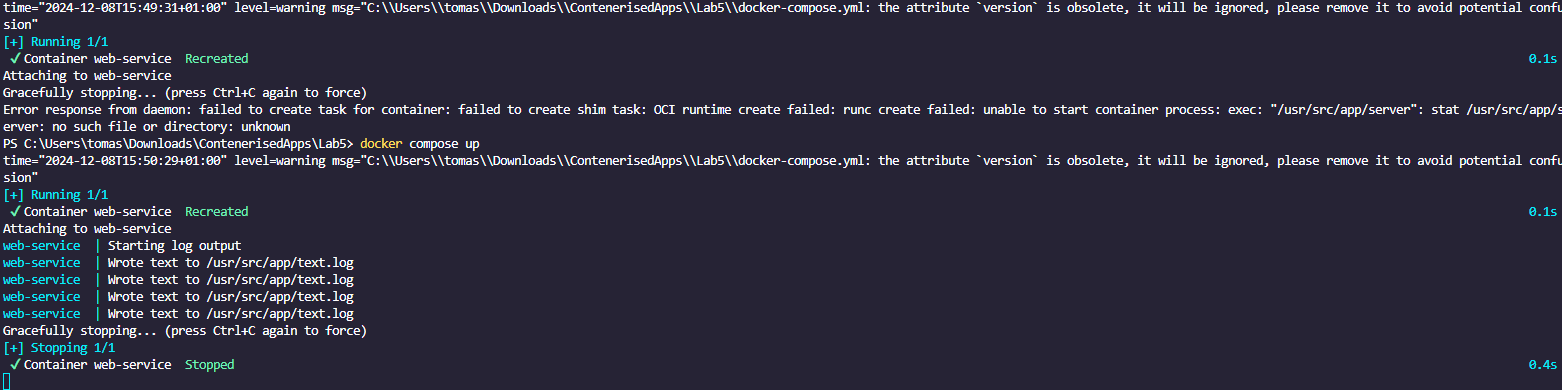 time="2024-12-08T15:49:31+01:00" level=warning msg="C:\\Users\\tomas\\Downloads\\ContenerisedApps\\Lab5\\docker-compose.yml: the attribute `version` is obsolete, it will be ignored, please remove it to avoid potential confu
sion"
[+] Running 1/1
✔ Container web-service  Recreated 0.1s
Attaching to web-service
Gracefully stopping... (press Ctrl+C again to force)
Error response from daemon: failed to create task for container: failed to create shim task: OCI runtime create failed: runc create failed: unable to start container process: exec: "/usr/src/app/server": stat /usr/src/app/s
erver: no such file or directory: unknown
PS C:\Users\tomas\Downloads\ContenerisedApps\Lab5> docker compose up
time="2024-12-08T15:50:29+01:00" level=warning msg="C:\\Users\\tomas\\Downloads\\ContenerisedApps\\Lab5\\docker-compose.yml: the attribute `version` is obsolete, it will be ignored, please remove it to avoid potential confu
sion"
[+] Running 1/1
✔ Container web-service  Recreated 0.1s
Attaching to web-service
web-service  | Starting log output
web-service  | Wrote text to /usr/src/app/text.log
web-service  | Wrote text to /usr/src/app/text.log
web-service  | Wrote text to /usr/src/app/text.log
web-service  | Wrote text to /usr/src/app/text.log
Gracefully stopping... (press Ctrl+C again to force)
[+] Stopping 1/1
✔ Container web-service  Stopped 0.4s